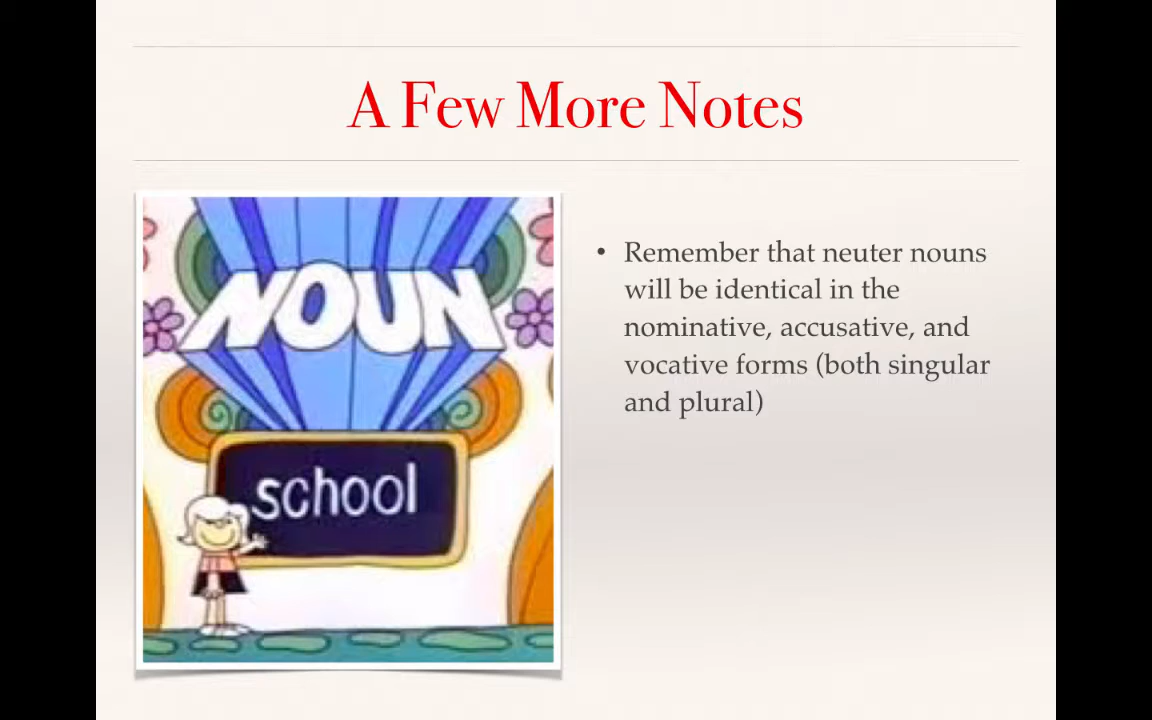 A Few More Notes
NOUN
school
• Remember that neuter nouns
will be identical in the
nominative, accusative, and
vocative forms (both singular
and plural)